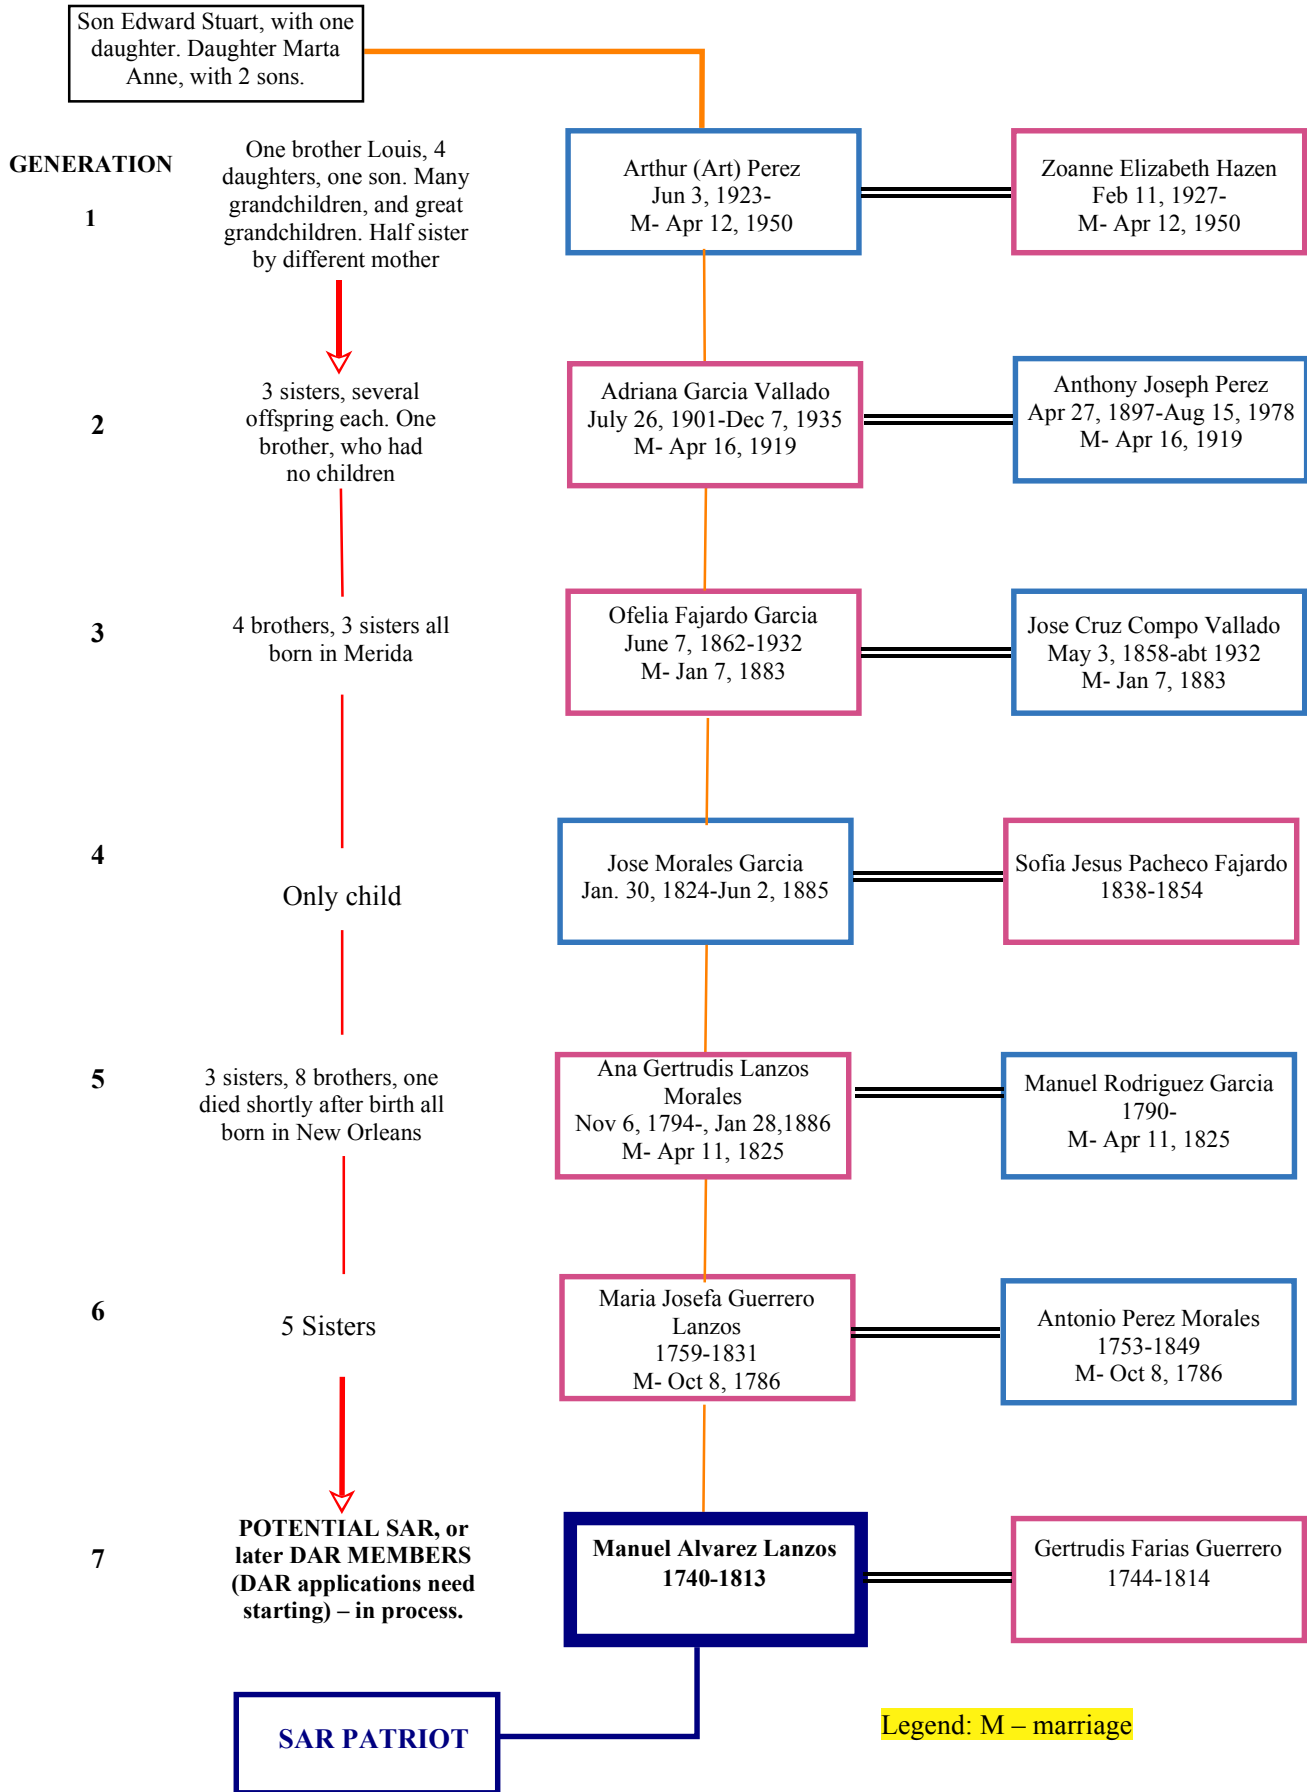 Son Edward Stuart, with one
daughter. Daughter Marta
Anne, with 2 sons.
GENERATION
1
One brother Louis, 4
daughters, one son. Many
grandchildren, and great
grandchildren. Half sister
by different mother
Arthur (Art) Perez
Jun 3, 1923-
M- Apr 12, 1950
Zoanne Elizabeth Hazen
Feb 11, 1927-
M- Apr 12, 1950
2
3 sisters, several
offspring each. One
brother, who had
no children
Adriana Garcia Vallado
July 26, 1901-Dec 7, 1935
M- Apr 16, 1919
Anthony Joseph Perez
Apr 27, 1897-Aug 15, 1978
M- Apr 16, 1919
3
4 brothers, 3 sisters all
born in Merida
Ofelia Fajardo Garcia
June 7, 1862-1932
M- Jan 7, 1883
Jose Cruz Compo Vallado
May 3, 1858-abt 1932
M- Jan 7, 1883
4
Only child
Jose Morales Garcia
Jan. 30, 1824-Jun 2, 1885
Sofia Jesus Pacheco Fajardo
1838-1854
5
3 sisters, 8 brothers, one
died shortly after birth all
born in New Orleans
Ana Gertrudis Lanzos
Morales
Nov 6, 1794-, Jan 28,1886
M- Apr 11, 1825
Manuel Rodriguez Garcia
1790-
M- Apr 11, 1825
6
5 Sisters
Maria Josefa Guerrero
Lanzos
1759-1831
M- Oct 8, 1786
Antonio Perez Morales
1753-1849
M- Oct 8, 1786
7
POTENTIAL SAR, or
later DAR MEMBERS
(DAR applications need
starting) – in process.
Manuel Alvarez Lanzos
1740-1813
Gertrudis Farias Guerrero
1744-1814
SAR PATRIOT
Legend: M – marriage